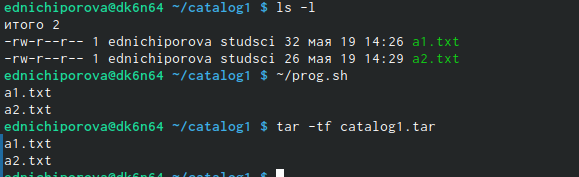 ednichiporova@dk6n64 ~/catalog1 $ ls -l
итого 2
-rw-r--r-- 1 ednichiporova studsci 32 мая 19 14:26 a1.txt
-rw-r--r-- 1 ednichiporova studsci 26 мая 19 14:29 a2.txt
ednichiporova@dk6n64 ~/catalog1 $ ~/prog.sh
a1.txt
a2.txt
ednichiporova@dk6n64 ~/catalog1 $ tar -tf catalog1.tar
a1.txt
a2.txt
ednichiporova@dk6n64 ~/catalog1 $